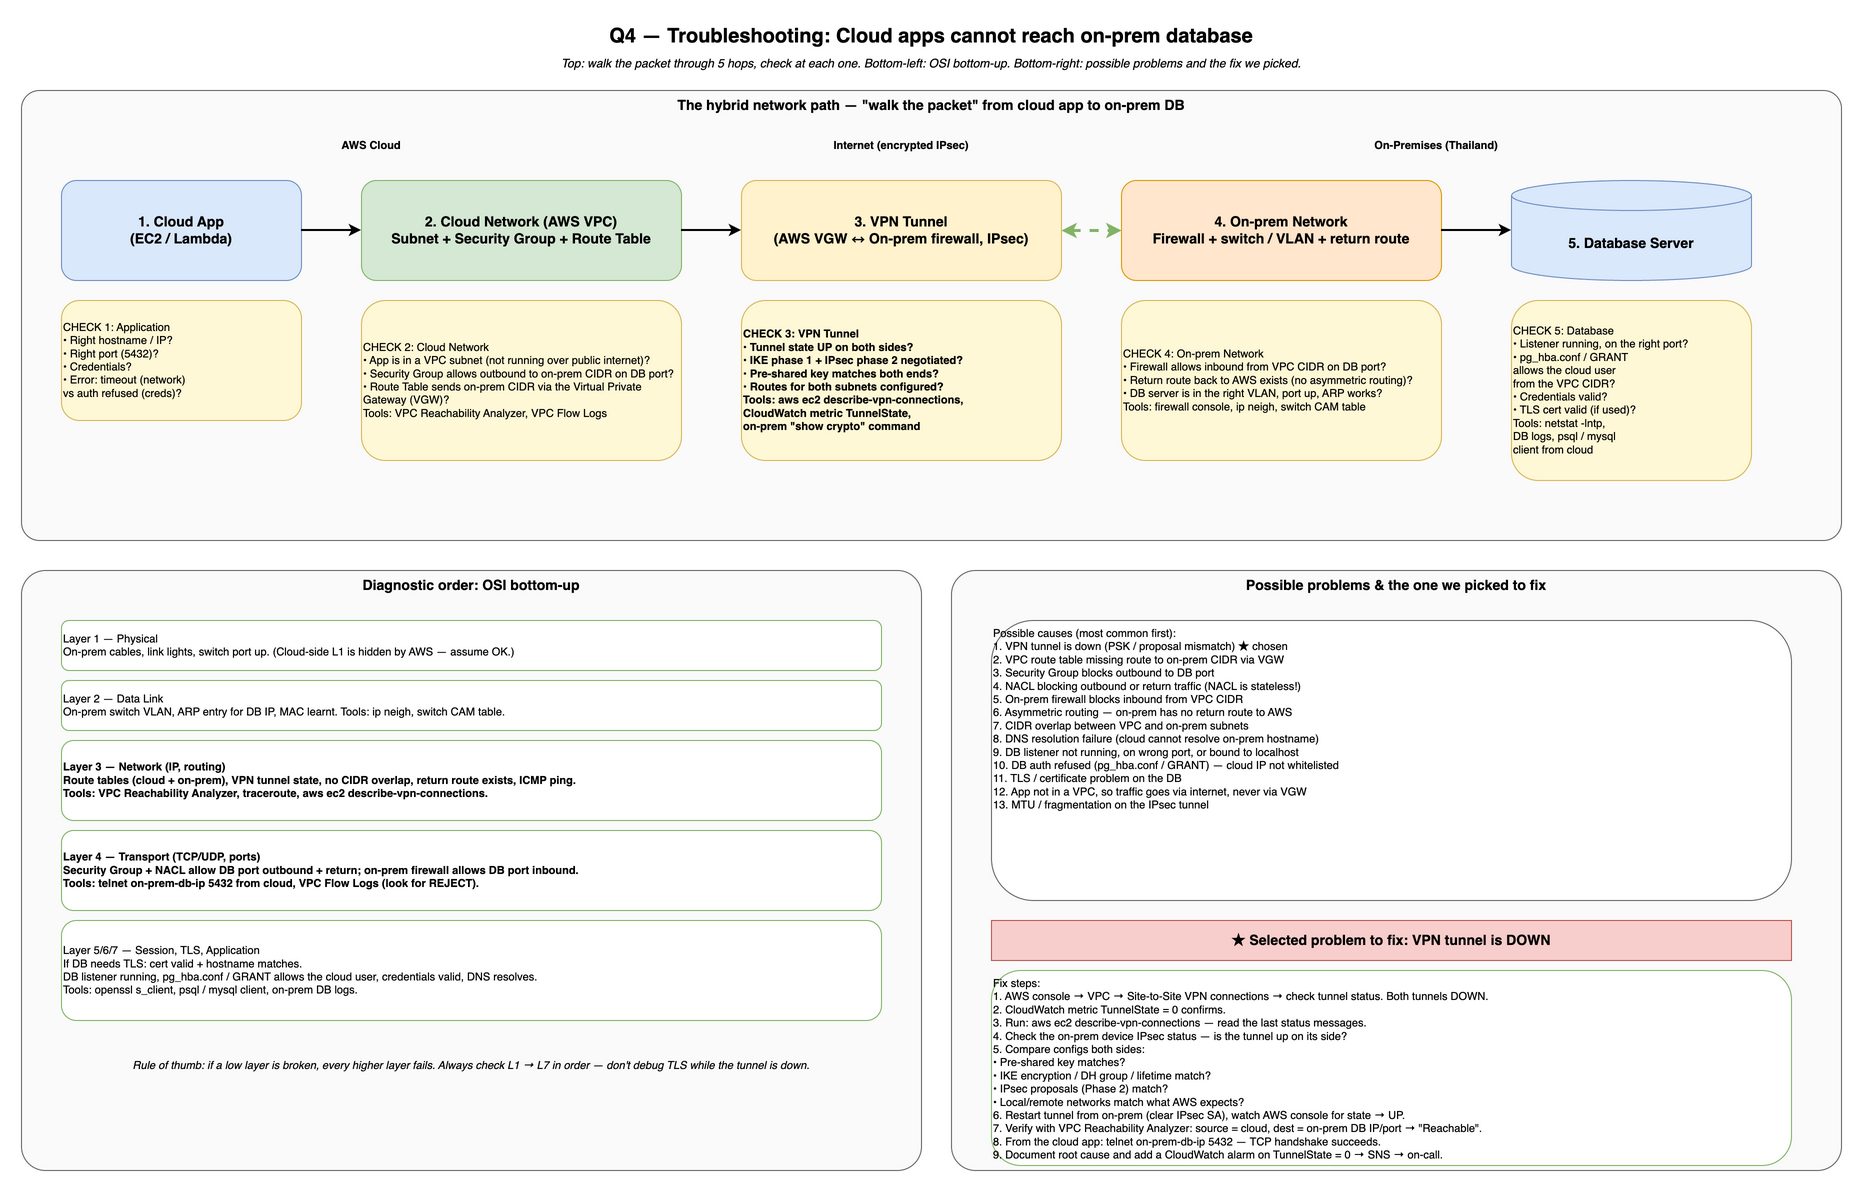 Q4 — Troubleshooting: Cloud apps cannot reach on-prem database
Top: walk the packet through 5 hops, check at each one. Bottom-left: OSI bottom-up. Bottom-right: possible problems and the fix we picked.
The hybrid network path — "walk the packet" from cloud app to on-prem DB
AWS Cloud
Internet (encrypted IPsec)
On-Premises (Thailand)
1. Cloud App
(EC2 / Lambda)
2. Cloud Network (AWS VPC)
Subnet + Security Group + Route Table
3. VPN Tunnel
(AWS VGW ↔ On-prem firewall, IPsec)
4. On-prem Network
Firewall + switch / VLAN + return route
5. Database Server
CHECK 1: Application
• Right hostname / IP?
• Right port (5432)?
• Credentials?
• Error: timeout (network)
vs auth refused (creds)?
CHECK 2: Cloud Network
• App is in a VPC subnet (not running over public internet)?
• Security Group allows outbound to on-prem CIDR on DB port?
• Route Table sends on-prem CIDR via the Virtual Private
Gateway (VGW)?
Tools: VPC Reachability Analyzer, VPC Flow Logs
CHECK 3: VPN Tunnel
• Tunnel state UP on both sides?
• IKE phase 1 + IPsec phase 2 negotiated?
• Pre-shared key matches both ends?
• Routes for both subnets configured?
Tools: aws ec2 describe-vpn-connections,
CloudWatch metric TunnelState,
on-prem "show crypto" command
CHECK 4: On-prem Network
• Firewall allows inbound from VPC CIDR on DB port?
• Return route back to AWS exists (no asymmetric routing)?
• DB server is in the right VLAN, port up, ARP works?
Tools: firewall console, ip neigh, switch CAM table
CHECK 5: Database
• Listener running, on the right port?
• pg_hba.conf / GRANT
allows the cloud user
from the VPC CIDR?
• Credentials valid?
• TLS cert valid (if used)?
Tools: netstat -lntp,
DB logs, psql / mysql
client from cloud
Diagnostic order: OSI bottom-up
Layer 1 — Physical
On-prem cables, link lights, switch port up. (Cloud-side L1 is hidden by AWS — assume OK.)
Layer 2 — Data Link
On-prem switch VLAN, ARP entry for DB IP, MAC learnt. Tools: ip neigh, switch CAM table.
Layer 3 — Network (IP, routing)
Route tables (cloud + on-prem), VPN tunnel state, no CIDR overlap, return route exists, ICMP ping.
Tools: VPC Reachability Analyzer, traceroute, aws ec2 describe-vpn-connections.
Layer 4 — Transport (TCP/UDP, ports)
Security Group + NACL allow DB port outbound + return; on-prem firewall allows DB port inbound.
Tools: telnet on-prem-db-ip 5432 from cloud, VPC Flow Logs (look for REJECT).
Layer 5/6/7 — Session, TLS, Application
If DB needs TLS: cert valid + hostname matches.
DB listener running, pg_hba.conf / GRANT allows the cloud user, credentials valid, DNS resolves.
Tools: openssl s_client, psql / mysql client, on-prem DB logs.
Rule of thumb: if a low layer is broken, every higher layer fails. Always check L1 → L7 in order — don't debug TLS while the tunnel is down.
Possible problems & the one we picked to fix
Possible causes (most common first):
1. VPN tunnel is down (PSK / proposal mismatch) ★ chosen
2. VPC route table missing route to on-prem CIDR via VGW
3. Security Group blocks outbound to DB port
4. NACL blocking outbound or return traffic (NACL is stateless!)
5. On-prem firewall blocks inbound from VPC CIDR
6. Asymmetric routing — on-prem has no return route to AWS
7. CIDR overlap between VPC and on-prem subnets
8. DNS resolution failure (cloud cannot resolve on-prem hostname)
9. DB listener not running, on wrong port, or bound to localhost
10. DB auth refused (pg_hba.conf / GRANT) — cloud IP not whitelisted
11. TLS / certificate problem on the DB
12. App not in a VPC, so traffic goes via internet, never via VGW
13. MTU / fragmentation on the IPsec tunnel
★ Selected problem to fix: VPN tunnel is DOWN
Fix steps:
1. AWS console → VPC → Site-to-Site VPN connections → check tunnel status. Both tunnels DOWN.
2. CloudWatch metric TunnelState = 0 confirms.
3. Run: aws ec2 describe-vpn-connections — read the last status messages.
4. Check the on-prem device IPsec status — is the tunnel up on its side?
5. Compare configs both sides:
• Pre-shared key matches?
• IKE encryption / DH group / lifetime match?
• IPsec proposals (Phase 2) match?
• Local/remote networks match what AWS expects?
6. Restart tunnel from on-prem (clear IPsec SA), watch AWS console for state → UP.
7. Verify with VPC Reachability Analyzer: source = cloud, dest = on-prem DB IP/port → "Reachable".
8. From the cloud app: telnet on-prem-db-ip 5432 — TCP handshake succeeds.
9. Document root cause and add a CloudWatch alarm on TunnelState = 0 → SNS → on-call.